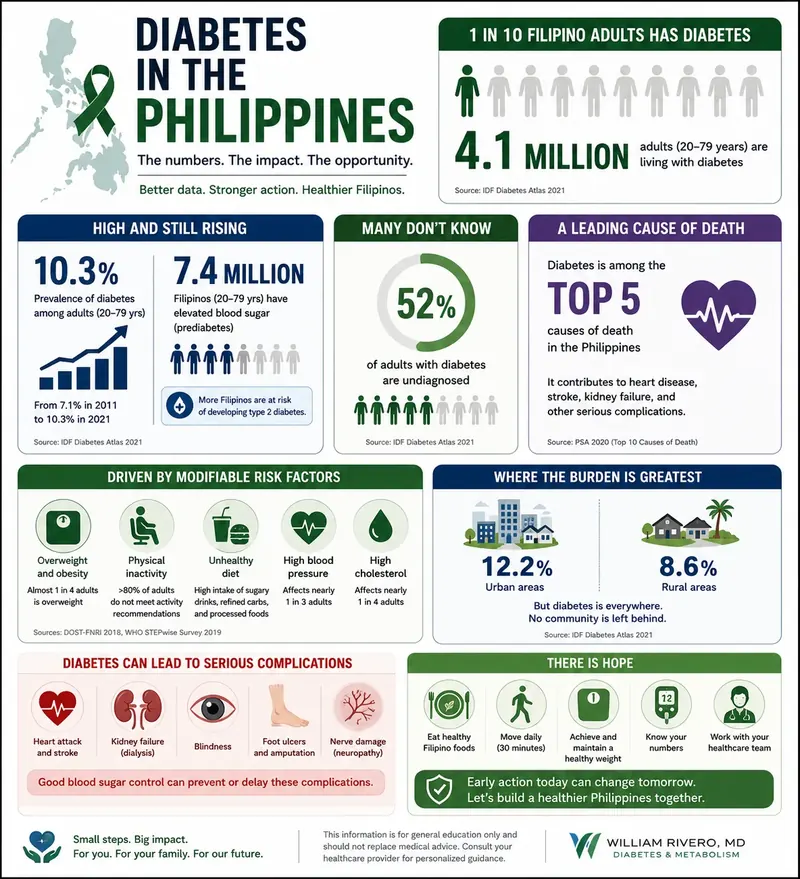 DIABETES
IN THE
PHILIPPINES
The numbers. The impact. The opportunity.
Better data. Stronger action. Healthier Filipinos.
1 IN 10 FILIPINO ADULTS HAS DIABETES
4.1 MILLION
adults (20–79 years) are
living with diabetes
Source: IDF Diabetes Atlas 2021
HIGH AND STILL RISING
10.3%
Prevalence of diabetes
among adults (20–79 yrs)
From 7.1% in 2011
to 10.3% in 2021
7.4 MILLION
Filipinos (20–79 yrs) have
elevated blood sugar
(prediabetes)
More Filipinos are at risk
of developing type 2 diabetes.
Source: IDF Diabetes Atlas 2021
MANY DON'T KNOW
52%
of adults with diabetes
are undiagnosed
Source: IDF Diabetes Atlas 2021
A LEADING CAUSE OF DEATH
Diabetes is among the
TOP 5
causes of death
in the Philippines
It contributes to heart disease,
stroke, kidney failure, and
other serious complications.
Source: PSA 2020 (Top 10 Causes of Death)
DRIVEN BY MODIFIABLE RISK FACTORS
Overweight
and obesity
Almost 1 in 4 adults
is overweight
Physical
inactivity
>80% of adults
do not meet activity
recommendations
Unhealthy
diet
High intake of sugary
drinks, refined carbs,
and processed foods
High blood
pressure
Affects nearly
1 in 3 adults
High
cholesterol
Affects nearly
1 in 4 adults
Sources: DOST-FNRI 2018, WHO STEPwise Survey 2019
WHERE THE BURDEN IS GREATEST
12.2%
Urban areas
8.6%
Rural areas
But diabetes is everywhere.
No community is left behind.
Source: IDF Diabetes Atlas 2021
DIABETES CAN LEAD TO SERIOUS COMPLICATIONS
Heart attack
and stroke
Kidney failure
(dialysis)
Blindness
Foot ulcers
and amputation
Nerve damage
(neuropathy)
Good blood sugar control can prevent or delay these complications.
THERE IS HOPE
Eat healthy
Filipino foods
Move daily
(30 minutes)
1
Achieve and
maintain a
healthy weight
12
Know your
numbers
Work with your
healthcare team
Early action today can change tomorrow.
Let's build a healthier Philippines together.
Small steps. Big impact.
For you. For your family. For our future.
This information is for general education only and
should not replace medical advice. Consult your
healthcare provider for personalized guidance.
WILLIAM RIVERO, MD
DIABETES & METABOLISM